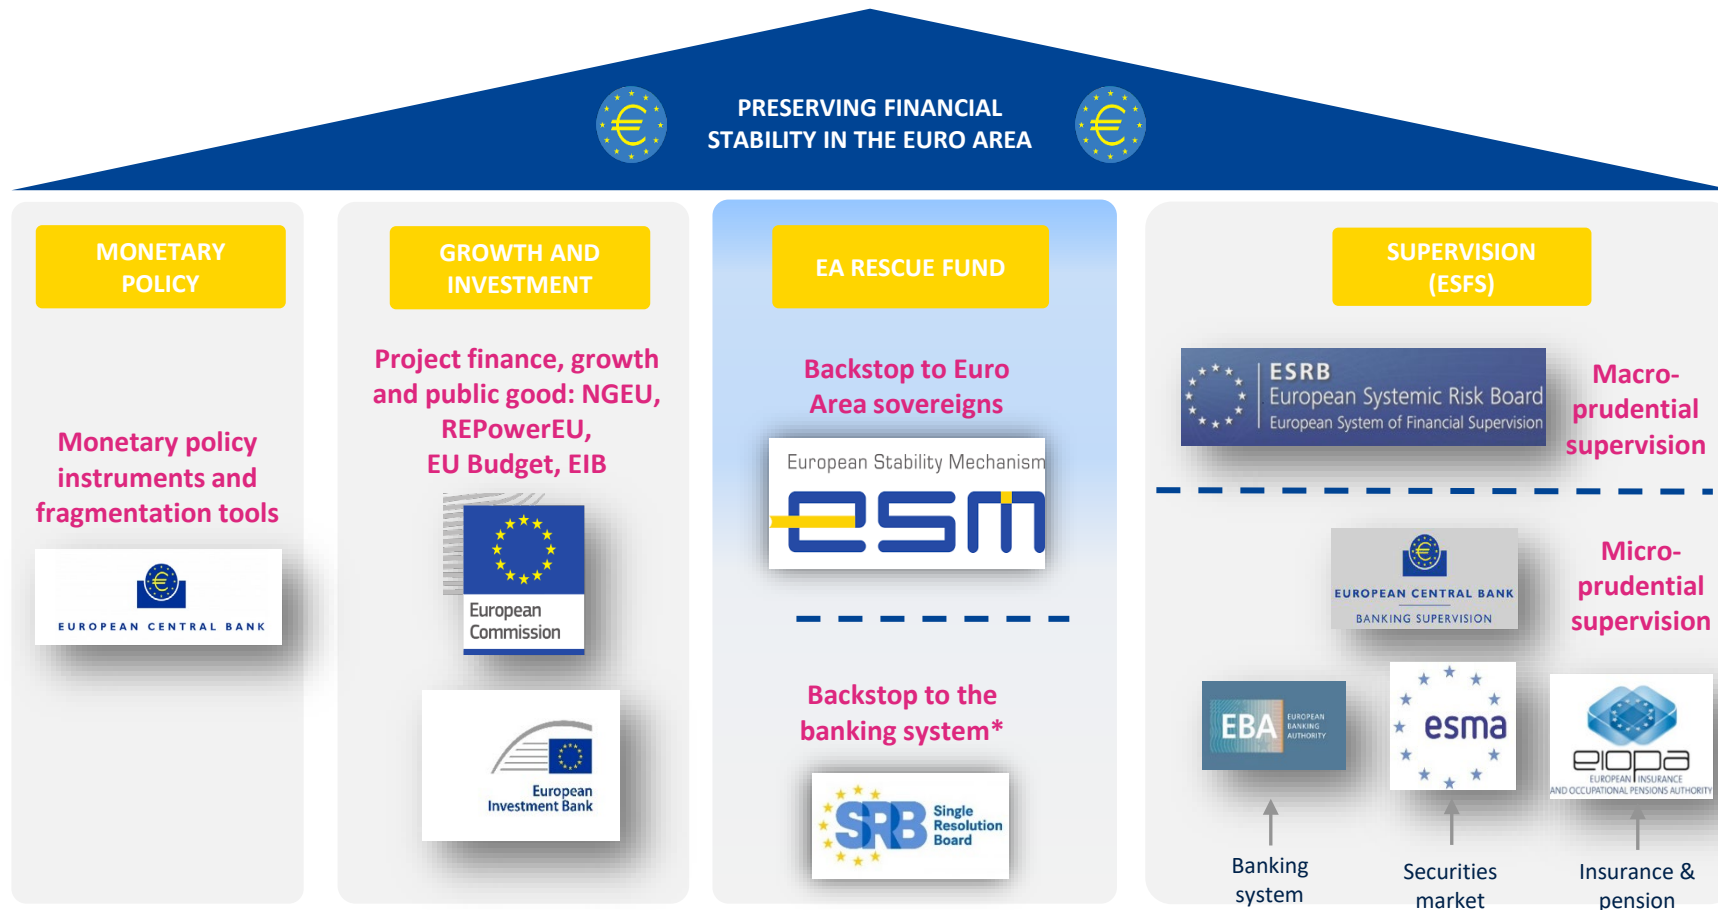 PRESERVING FINANCIAL
STABILITY IN THE EURO AREA
MONETARY
POLICY
Monetary policy
instruments and
fragmentation tools
EUROPEAN CENTRAL BANK
GROWTH AND
INVESTMENT
Project finance, growth
and public good: NGEU,
REPowerEU,
EU Budget, EIB
European
Commission
European
Investment Bank
EA RESCUE FUND
Backstop to Euro
Area sovereigns
European Stability Mechanism
esm
Backstop to the
banking system*
SRB
Single
Resolution
Board
SUPERVISION
(ESFS)
ESRB
European Systemic Risk Board
European System of Financial Supervision
Macro-
prudential
supervision
EUROPEAN CENTRAL BANK
BANKING SUPERVISION
Micro-
prudential
supervision
EBA
EUROPEAN
BANKING
AUTHORITY
esma
eiopa
EUROPEAN INSURANCE
AND OCCUPATIONAL PENSIONS AUTHORITY
Banking
system
Securities
market
Insurance &
pension